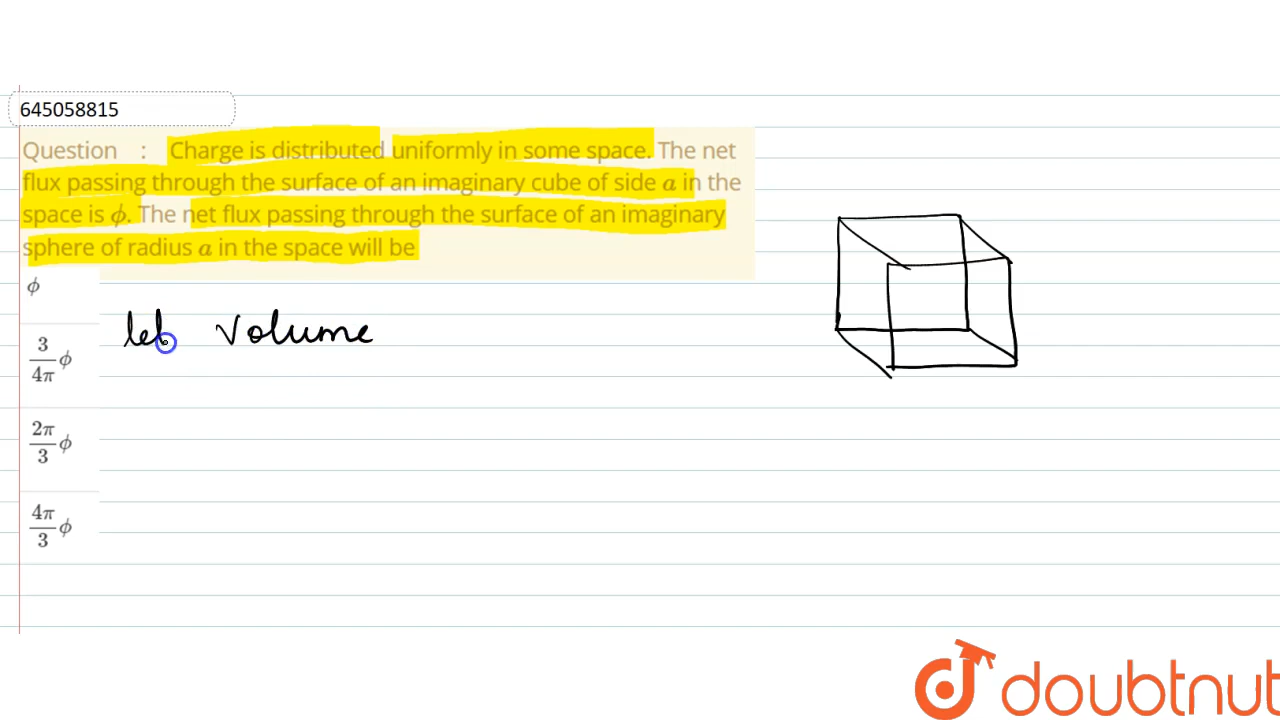 645058815
Question : Charge is distributed uniformly in some space. The net
flux passing through the surface of an imaginary cube of side a in the
space is ϕ. The net flux passing through the surface of an imaginary
sphere of radius a in the space will be
ϕ
let volume
3/4π ϕ
2π/3 ϕ
4π/3 ϕ
doubtnut